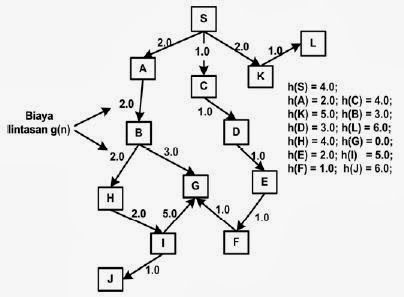 S
2.0
1.0
2.0
1.0
L
A
K
C
2.0
1.0
Biaya
lintasan g(n)
B
D
2.0
3.0
1.0
H
G
E
2.0
5.0
1.0
1.0
I
F
J
1.0
h(S) = 4.0;
h(A) = 2.0; h(C) = 4.0;
h(K) = 5.0; h(B) = 3.0;
h(D) = 3.0; h(L) = 6.0;
h(H) = 4.0; h(G) = 0.0;
h(E) = 2.0; h(I) = 5.0;
h(F) = 1.0; h(J) = 6.0;